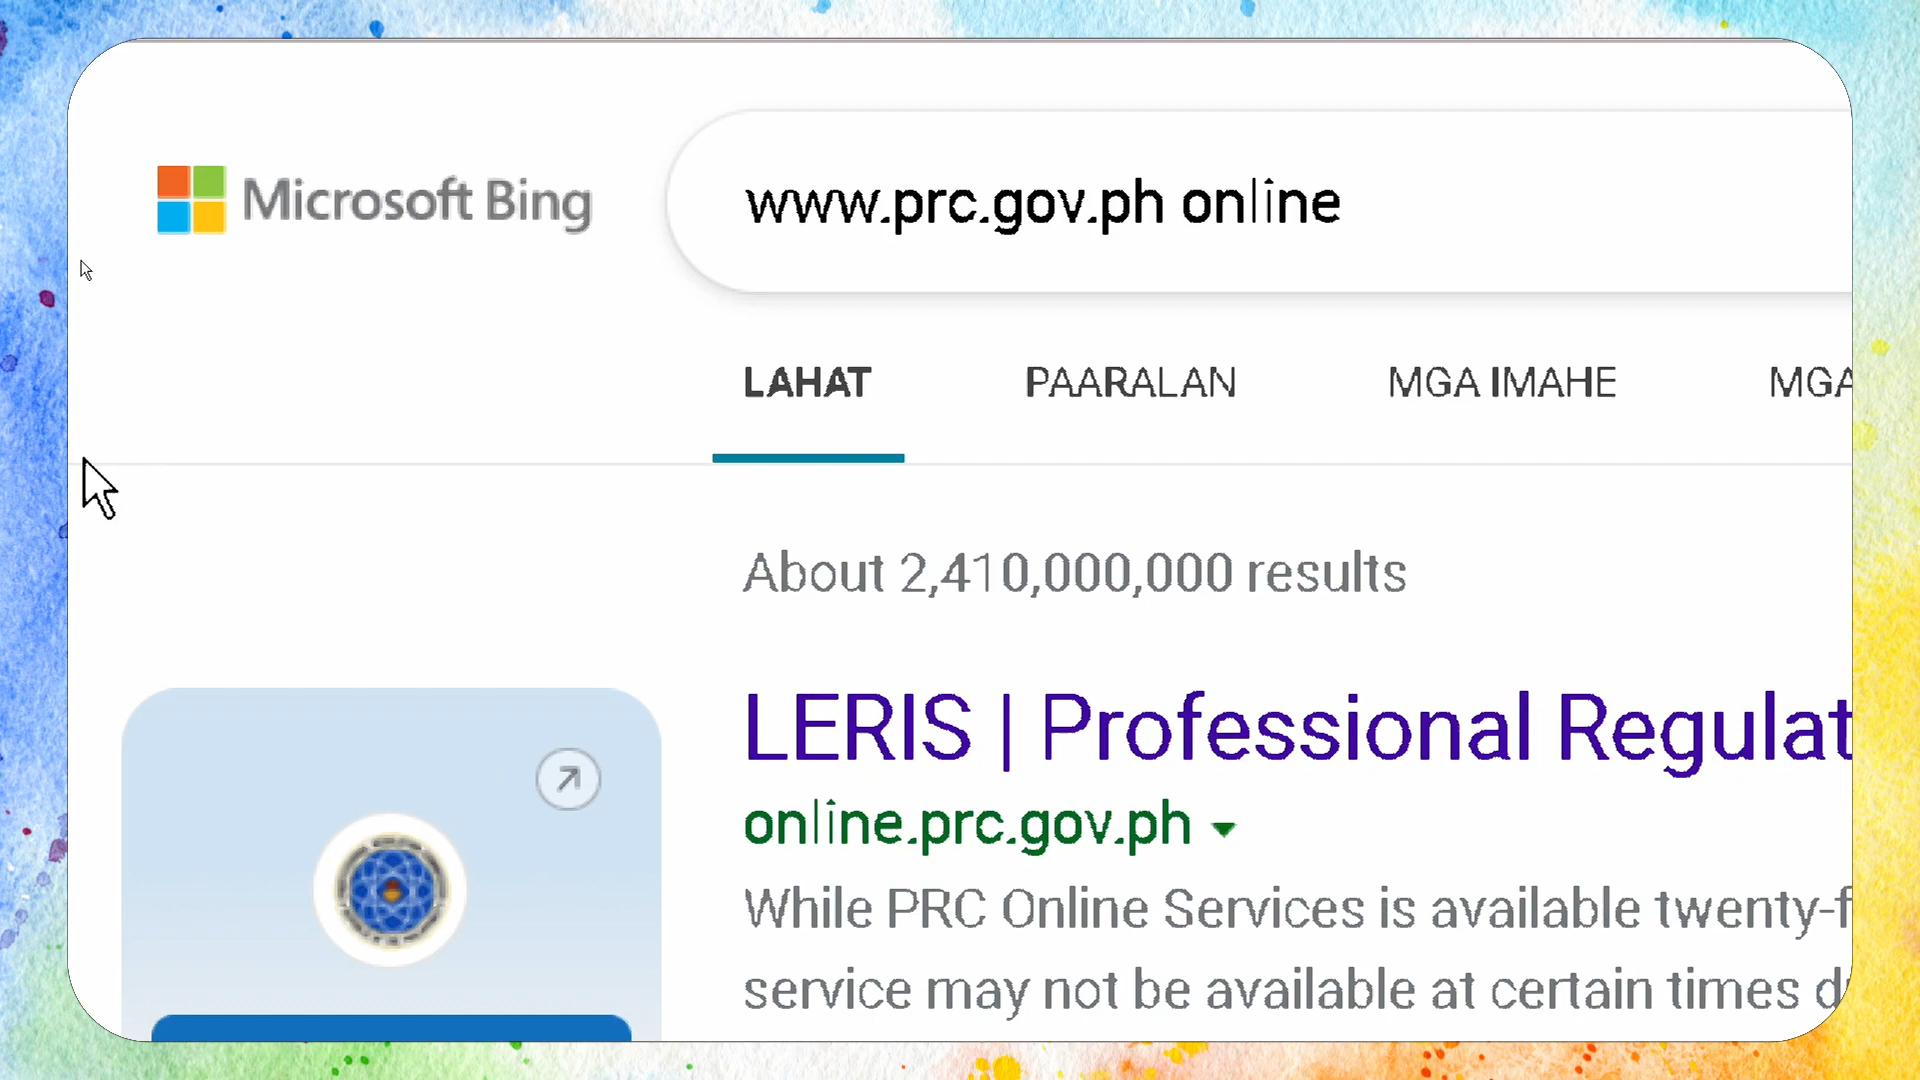 Microsoft Bing
www.prc.gov.ph online
LAHAT PAARALAN MGA IMAHE MGA
About 2,410,000,000 results
LERIS | Professional Regulat
online.prc.gov.ph
While PRC Online Services is available twenty-f
service may not be available at certain times d